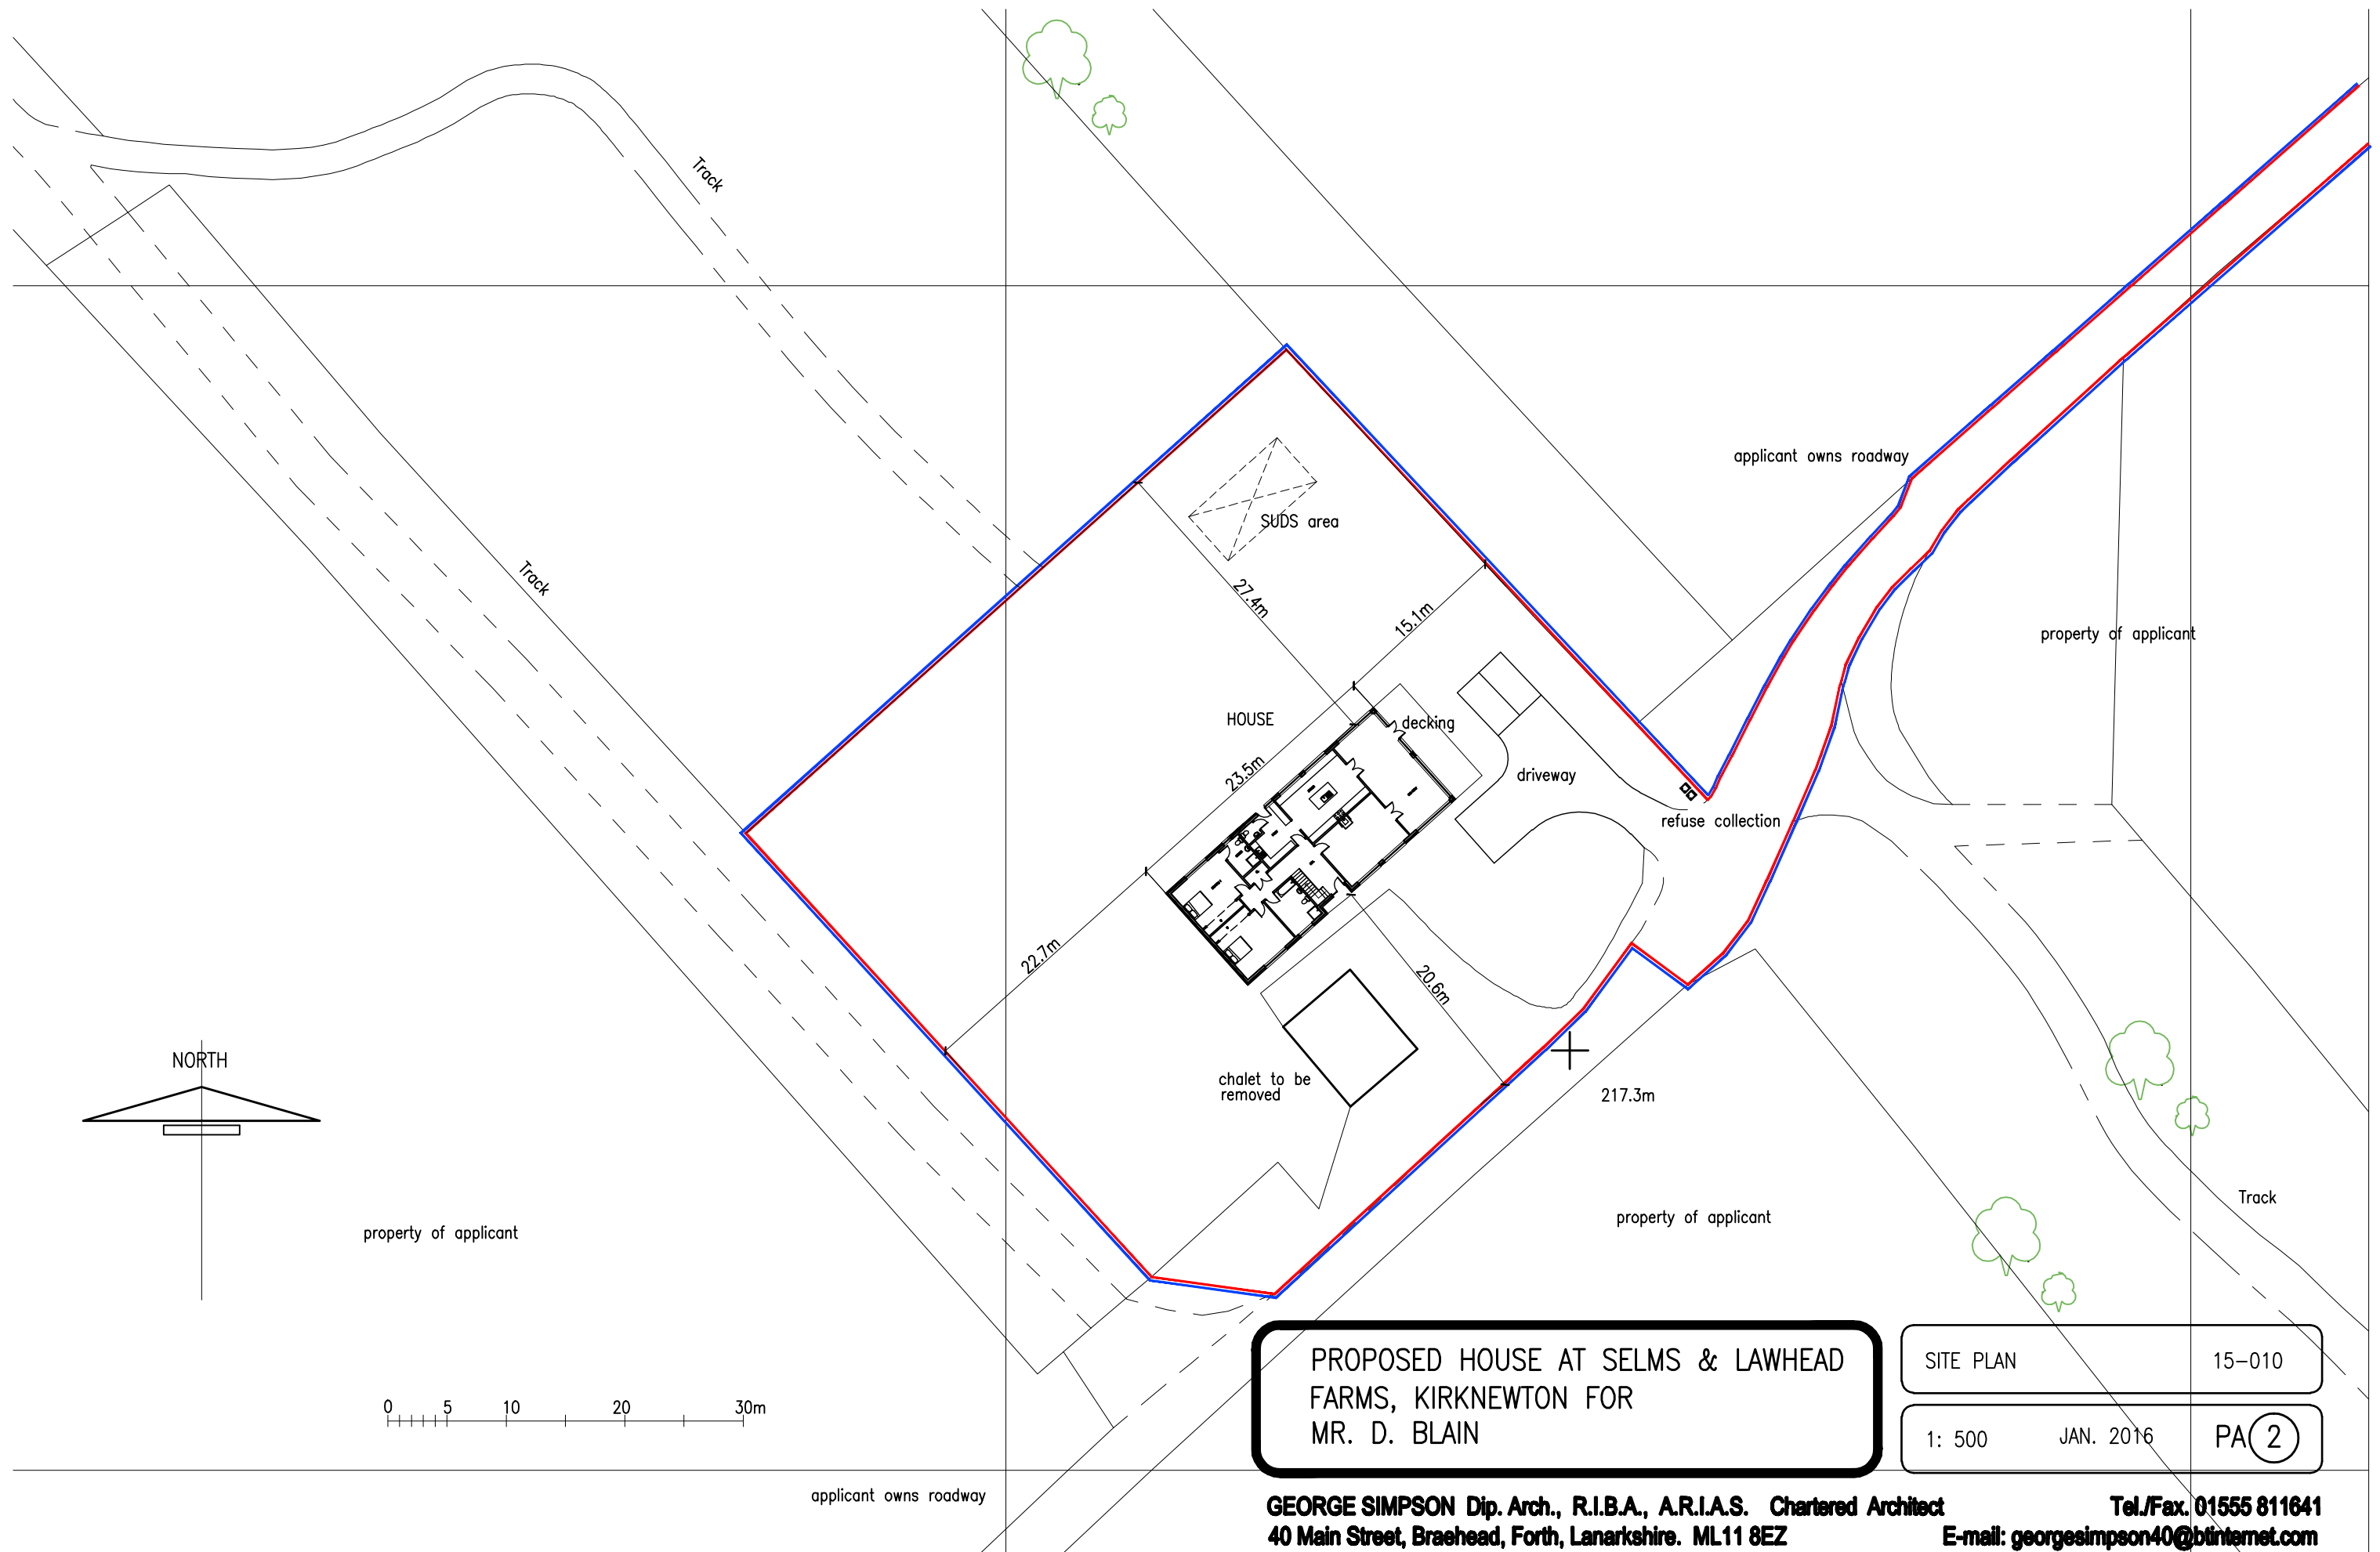 Track
applicant owns roadway
SUDS area
Track
27.4m
15.1m
property of applicant
HOUSE
decking
23.5m
driveway
refuse collection
22.7m
20.6m
NORTH
chalet to be
removed
217.3m
Track
property of applicant
property of applicant
0 5 10 20 30m
applicant owns roadway
PROPOSED HOUSE AT SELMS & LAWHEAD
FARMS, KIRKNEWTON FOR
MR. D. BLAIN
SITE PLAN 15-010
1: 500 JAN. 2016 PA 2
GEORGE SIMPSON Dip. Arch., R.I.B.A., A.R.I.A.S. Chartered Architect Tel./Fax. 01555 811641
40 Main Street, Braehead, Forth, Lanarkshire. ML11 8EZ E-mail: georgesimpson40@btinternet.com